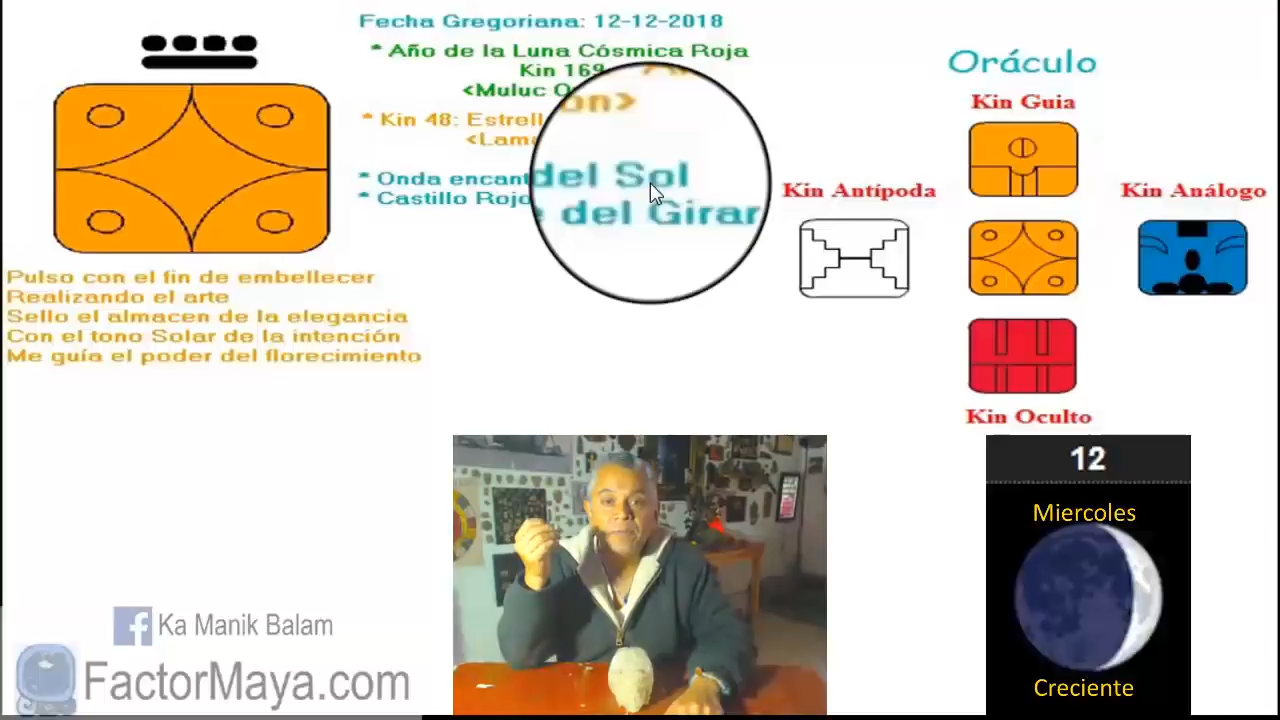 Fecha Gregoriana: 12-12-2018
* Año de la Luna Cósmica Roja
Kin 169
<Muluc
* Kin 48: Estrell
<Lam
on>
* Onda encant
del Sol
* Castillo Rojo
del Girar
Pulso con el fin de embellecer
Realizando el arte
Sello el almacen de la elegancia
Con el tono Solar de la intención
Me guía el poder del florecimiento
Oráculo
Kin Guia
Kin Antípoda
Kin Análogo
Kin Oculto
12
Miercoles
Creciente
Ka Manik Balam
FactorMaya.com